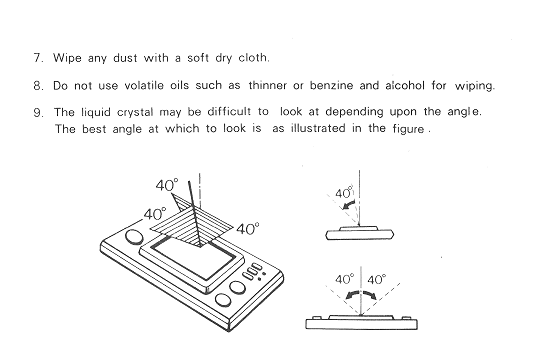 7. Wipe any dust with a soft dry cloth.
8. Do not use volatile oils such as thinner or benzine and alcohol for wiping.
9. The liquid crystal may be difficult to look at depending upon the angle.
The best angle at which to look is as illustrated in the figure.
40°
40°
40°
40°
40° 40°